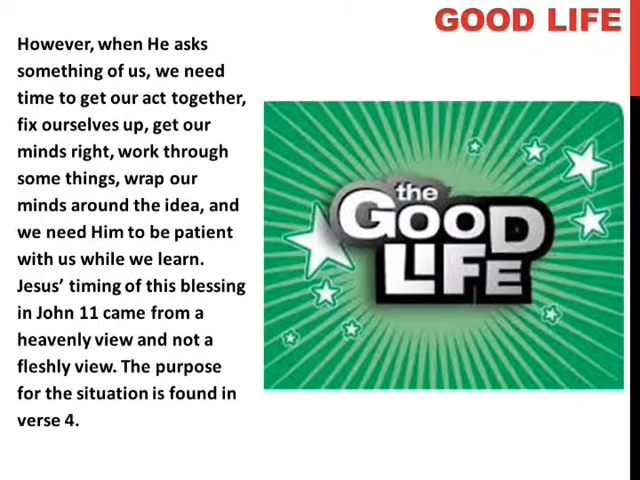 GOOD LIFE
However, when He asks
something of us, we need
time to get our act together,
fix ourselves up, get our
minds right, work through
some things, wrap our
minds around the idea, and
we need Him to be patient
with us while we learn.
Jesus’ timing of this blessing
in John 11 came from a
heavenly view and not a
fleshly view. The purpose
for the situation is found in
verse 4.
the
GOOD
LIFE